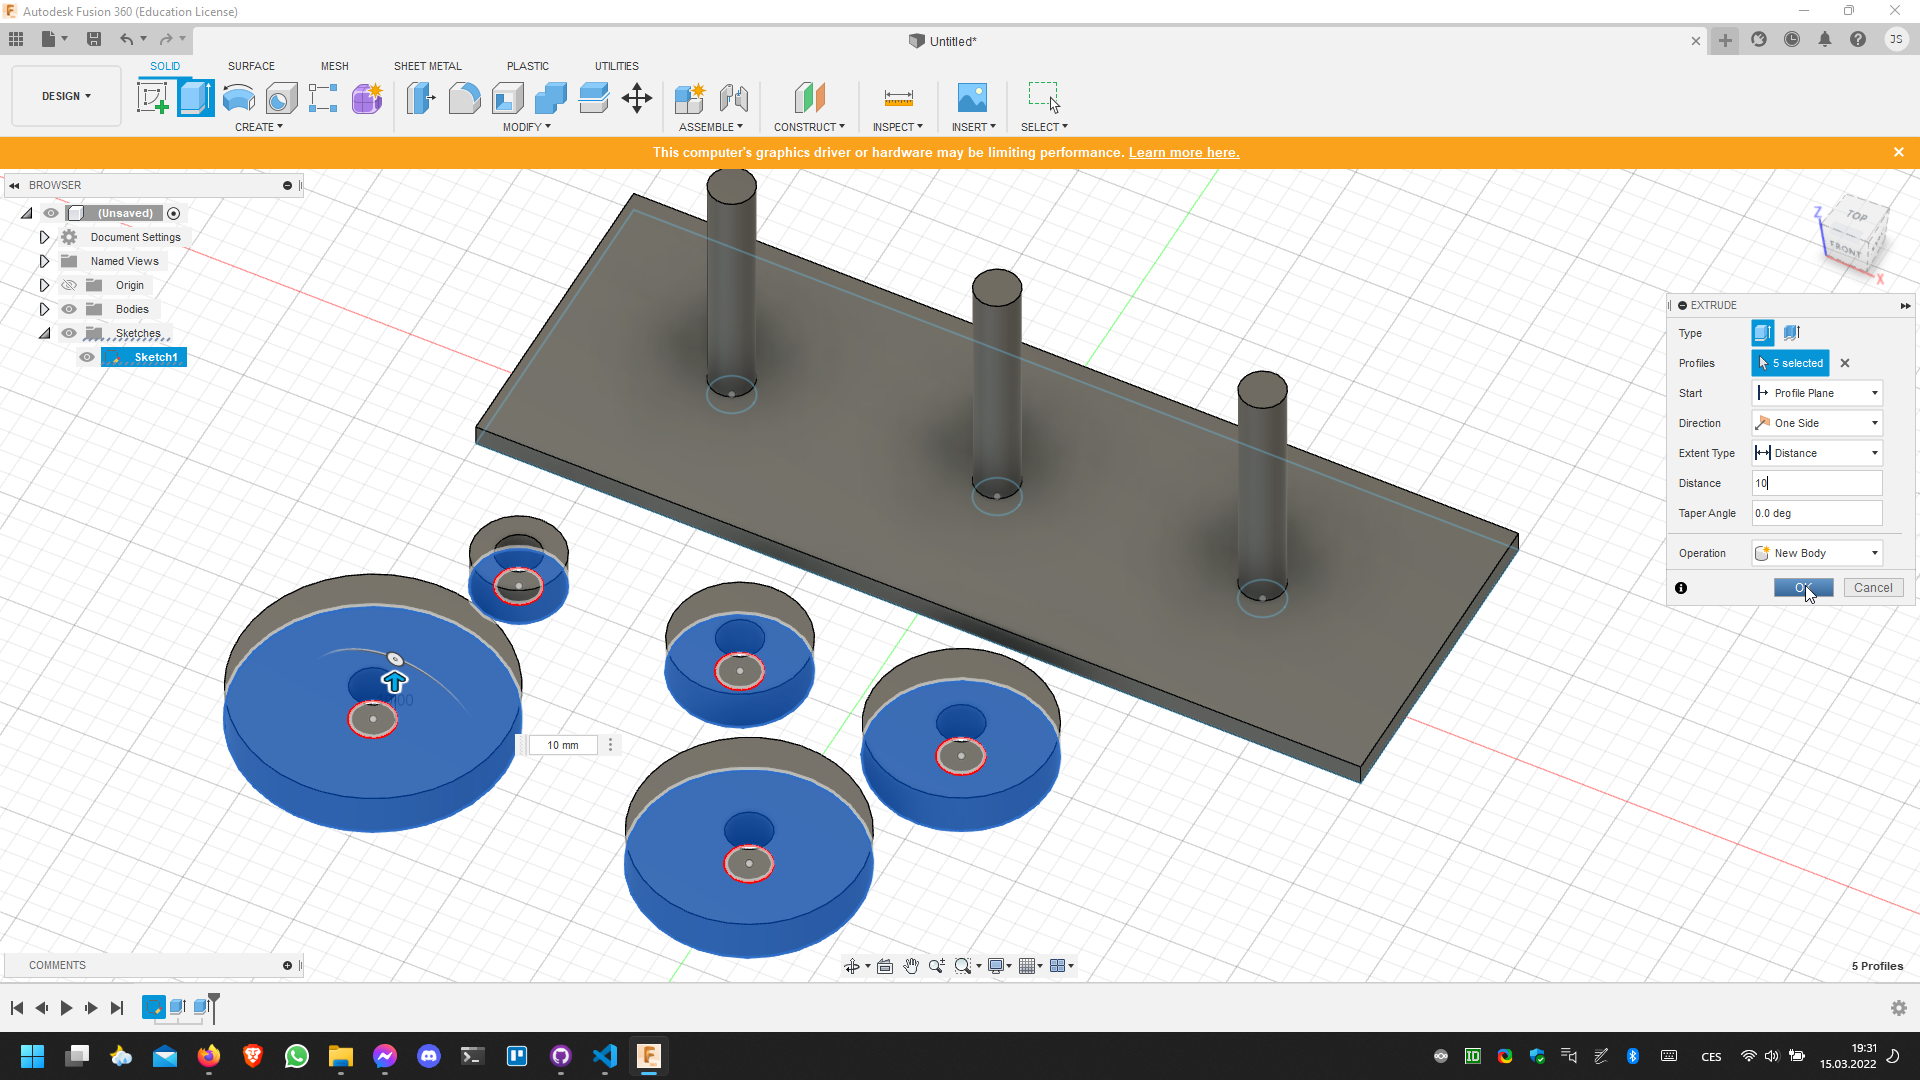 Autodesk Fusion 360 (Education License)
Untitled*
JS
DESIGN
SOLID
SURFACE
MESH
SHEET METAL
PLASTIC
UTILITIES
CREATE
MODIFY
ASSEMBLE
CONSTRUCT
INSPECT
INSERT
SELECT
This computer's graphics driver or hardware may be limiting performance. Learn more here.
BROWSER
(Unsaved)
Document Settings
Named Views
Origin
Bodies
Sketches
Sketch1
TOP
FRONT
Z
X
EXTRUDE
Type
Profiles
5 selected
Start
Profile Plane
Direction
One Side
Extent Type
Distance
Distance
10
Taper Angle
0.0 deg
Operation
New Body
OK
Cancel
10 mm
COMMENTS
5 Profiles
ID
CES
19:31
15.03.2022